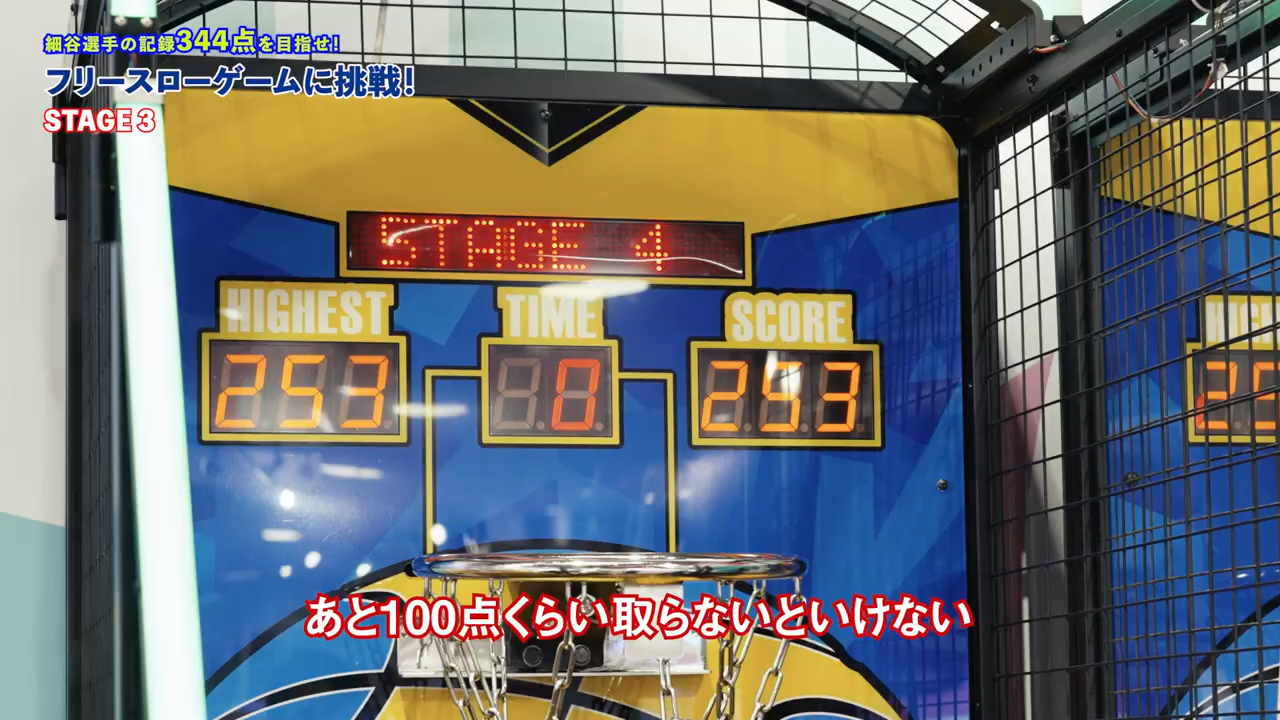 細谷選手の記録344点を目指せ!
フリースローゲームに挑戦!
STAGE 3
STAGE 4
HIGHEST
TIME
SCORE
253
0
253
HIGH
25
あと100点くらい取らないといけない